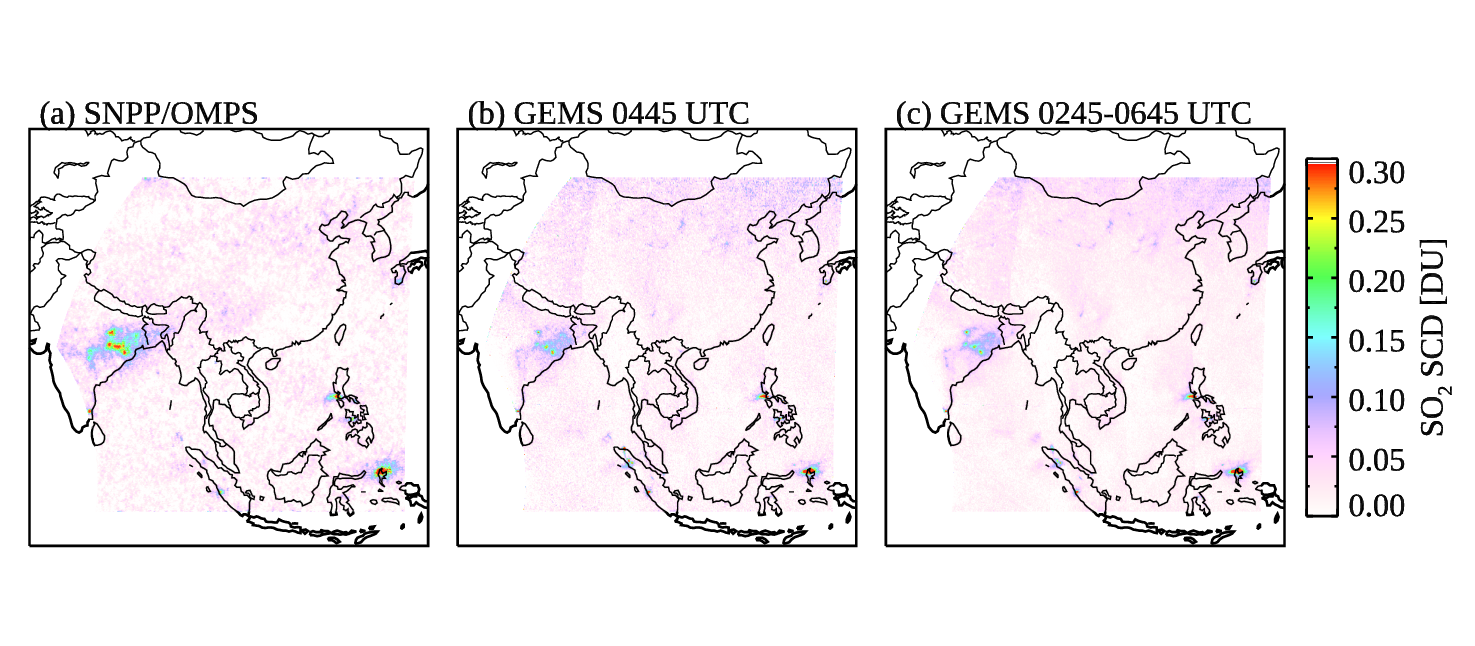 (a) SNPP/OMPS
(b) GEMS 0445 UTC
(c) GEMS 0245-0645 UTC
0.30
0.25
0.20
0.15
0.10
0.05
0.00
SO₂ SCD [DU]